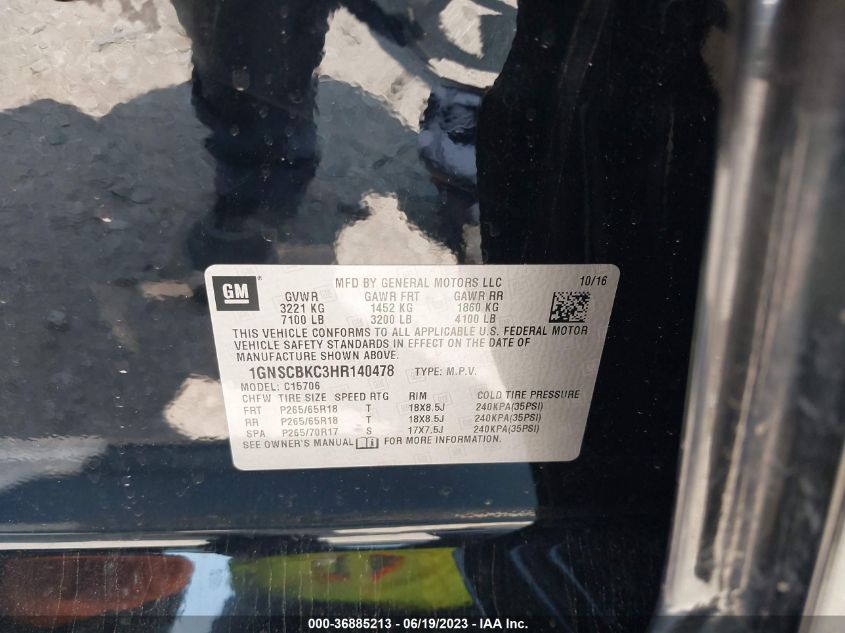 GM
MFD BY GENERAL MOTORS LLC 10/16
GVWR GAWR FRT GAWR RR
3221 KG 1452 KG 1860 KG
7100 LB 3200 LB 4100 LB
THIS VEHICLE CONFORMS TO ALL APPLICABLE U.S. FEDERAL MOTOR
VEHICLE SAFETY STANDARDS IN EFFECT ON THE DATE OF
MANUFACTURE SHOWN ABOVE.
1GNSCBKC3HR140478 TYPE: M.P.V.
MODEL: C15706
CHFW TIRE SIZE SPEED RTG RIM COLD TIRE PRESSURE
FRT P265/65R18 T 18X8.5J 240KPA(35PSI)
RR P265/65R18 T 18X8.5J 240KPA(35PSI)
SPA P265/70R17 S 17X7.5J 240KPA(35PSI)
SEE OWNER'S MANUAL FOR MORE INFORMATION.
000-36885213 - 06/19/2023 - IAA Inc.